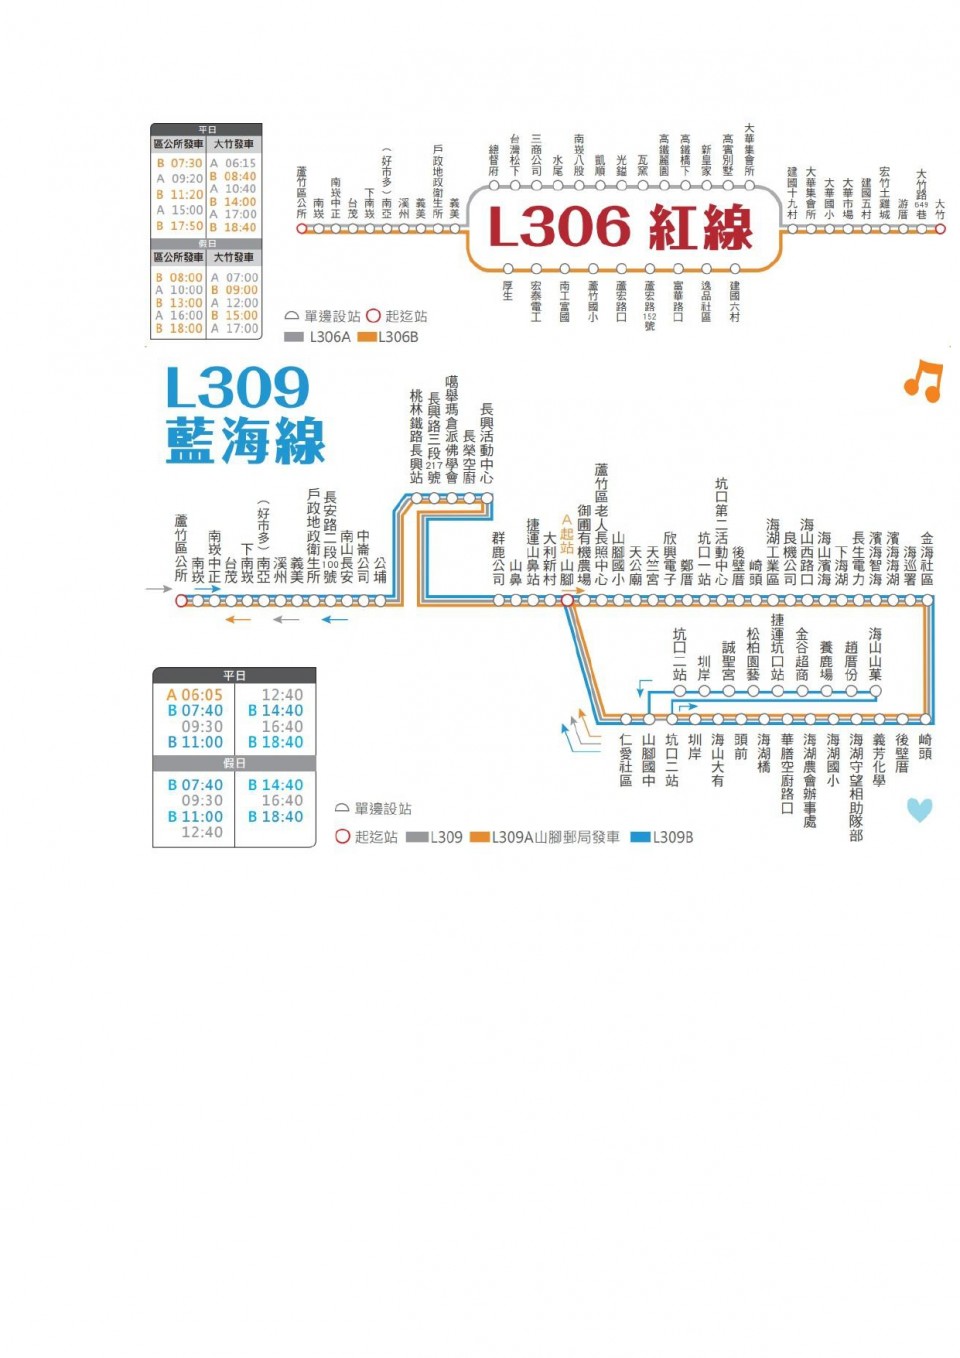 平日
區公所發車 大竹發車
B 07:30 A 06:15
A 09:20 B 08:40
B 11:20 A 10:40
A 15:00 B 14:00
B 17:50 A 17:00
B 18:40
假日
區公所發車 大竹發車
B 08:00 A 07:00
A 10:00 B 09:00
B 13:00 A 12:00
A 16:00 B 15:00
B 18:00 A 17:00
蘆竹區公所
南崁
南崁中正
台茂
下南崁
南亞(好市多)
溪州
義美
戶政地政衛生所
義美
總督府
台灣松下
三商公司
水尾
南崁八股
凱順
光鎰
瓦窯
高鐵麗園
高鐵橋下
新皇家
高賓別墅
大華集會所
L306 紅線
厚生
宏泰電工
南工富國
蘆竹國小
蘆宏路口
蘆宏路152號
富華路口
逸品社區
建國六村
建國十九村
大華集會所
大華國小
大華市場
建國五村
宏竹土雞城
游厝
大竹路649巷
大竹
單邊設站 起迄站
L306A L306B
L309
藍海線
蘆竹區公所
南崁
南崁中正
台茂
下南崁
南亞(好市多)
溪州
義美
戶政地政衛生所
長安路二段100號
南山長安
中崙公司
公埔
桃林鐵路長興站
長興路三段217號
噶舉瑪倉派佛學會
長榮空廚
長興活動中心
群鹿公司
山鼻
捷運山鼻站
大利新村
A起站 山腳
御圃有機農場
蘆竹區老人長照中心
山腳國小
天公廟
天竺宮
欣興電子
鄭厝
坑口一站
坑口第二活動中心
後壁厝
崎頭
海湖工業區
良機公司
海山西路口
海山濱海
下海湖
長生電力
濱海智海
濱海海湖
海巡署
金海社區
坑口二站
圳岸
誠聖宮
松柏園藝
捷運坑口站
金谷超商
養鹿場
趙厝份
海山山菓
仁愛社區
山腳國中
坑口二站
圳岸
海山大有
頭前
海湖橋
華膳空廚路口
海湖農會辦事處
海湖國小
海湖守望相助隊部
義芳化學
後壁厝
崎頭
平日
A 06:05 12:40
B 07:40 B 14:40
09:30 16:40
B 11:00 B 18:40
假日
B 07:40 B 14:40
09:30 16:40
B 11:00 B 18:40
12:40
單邊設站
起迄站 L309 L309A山腳郵局發車 L309B